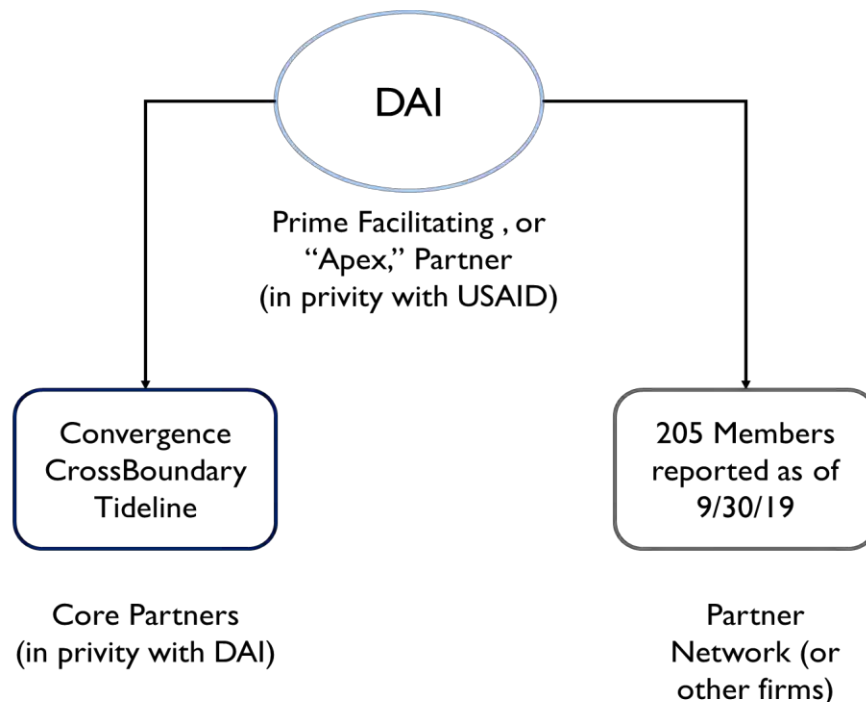 DAI
Prime Facilitating , or
“Apex,” Partner
(in privity with USAID)
Convergence
CrossBoundary
Tideline
Core Partners
(in privity with DAI)
205 Members
reported as of
9/30/19
Partner
Network (or
other firms)